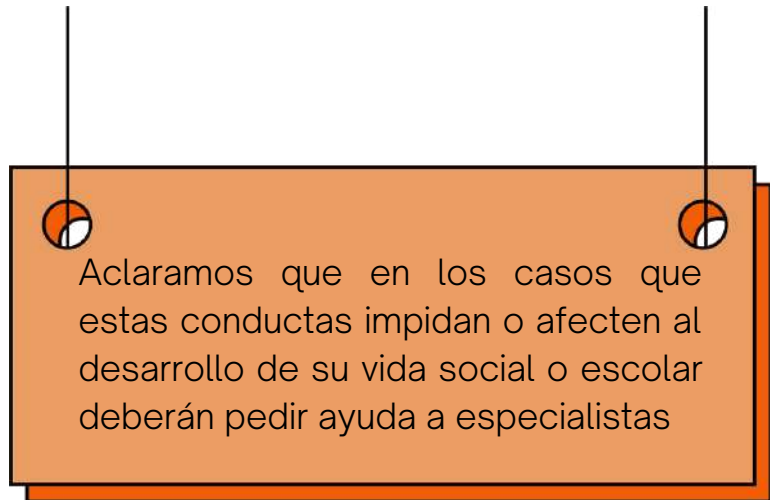 Aclaramos que en los casos que
estas conductas impidan o afecten al
desarrollo de su vida social o escolar
deberán pedir ayuda a especialistas